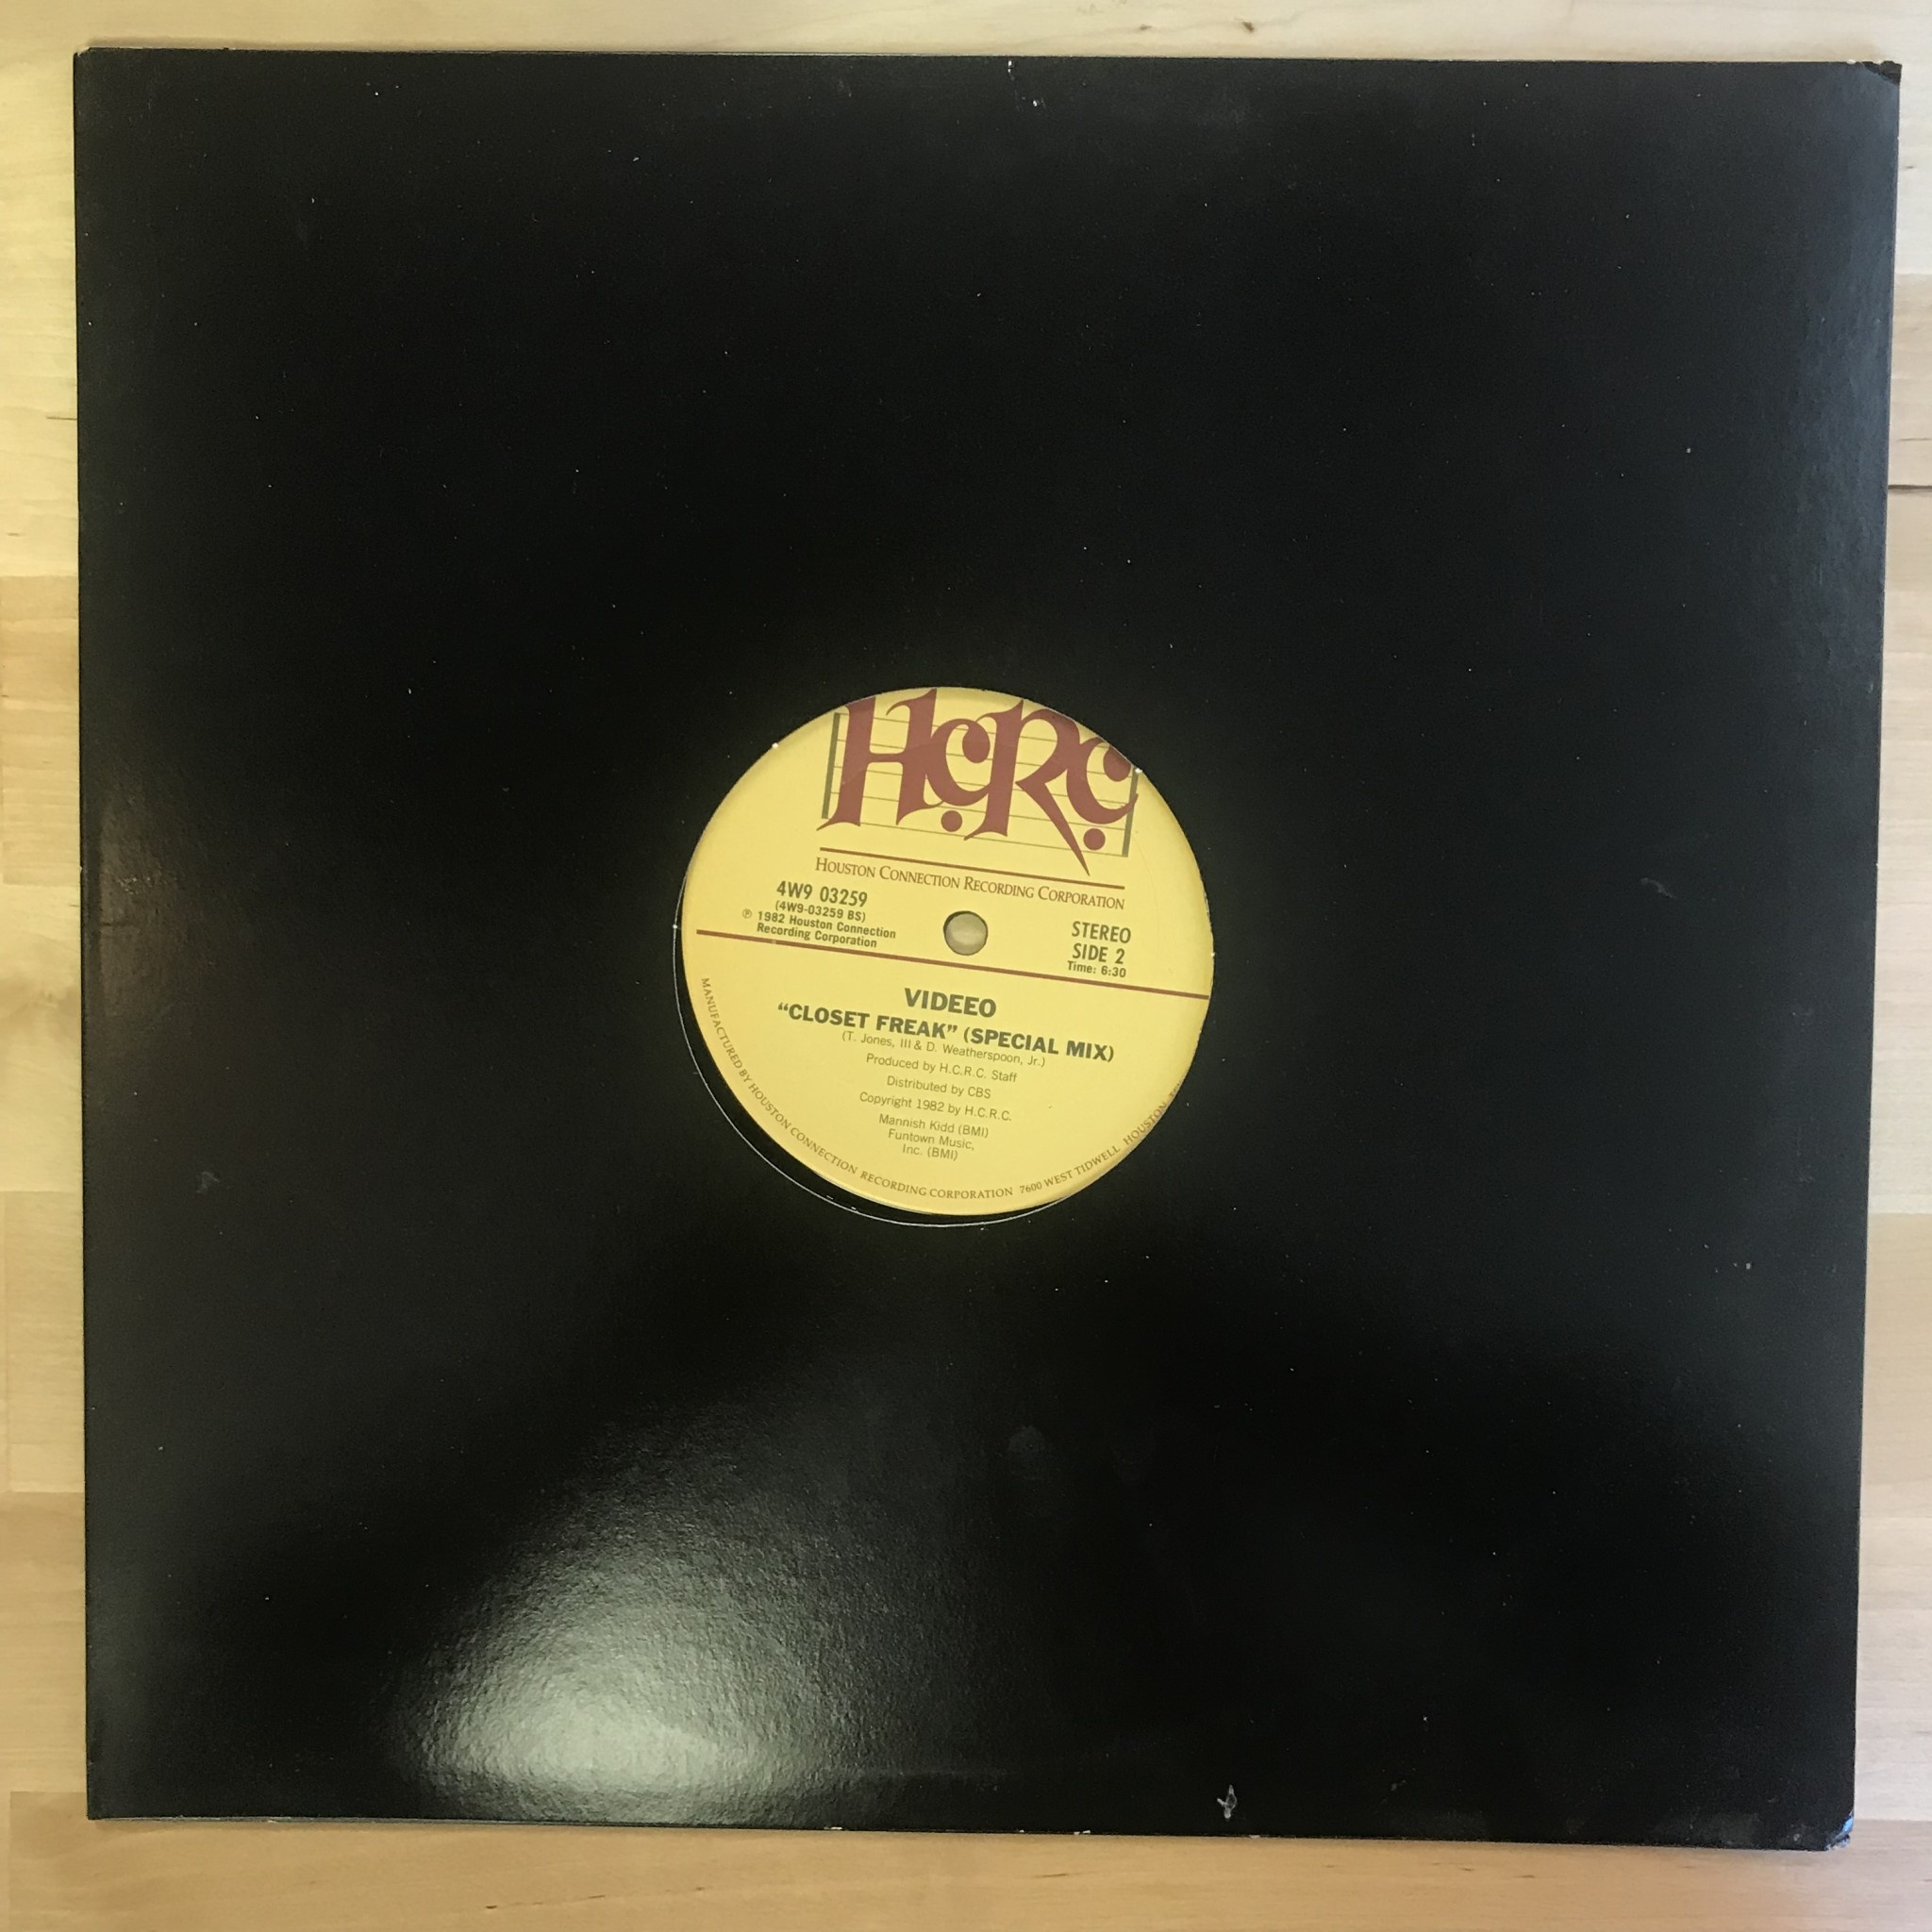 H.C.R.C.
HOUSTON CONNECTION RECORDING CORPORATION
4W9 03259
(4W9-03259 BS)
℗ 1982 Houston Connection
Recording Corporation
STEREO
SIDE 2
Time: 6:30
VIDEEO
“CLOSET FREAK” (SPECIAL MIX)
(T. Jones, III & D. Weatherspoon, Jr.)
Produced by H.C.R.C. Staff
Distributed by CBS
Copyright 1982 by H.C.R.C.
Mannish Kidd (BMI)
Funtown Music,
Inc. (BMI)
MANUFACTURED BY HOUSTON CONNECTION RECORDING CORPORATION 7600 WEST TIDWELL HOUSTON,